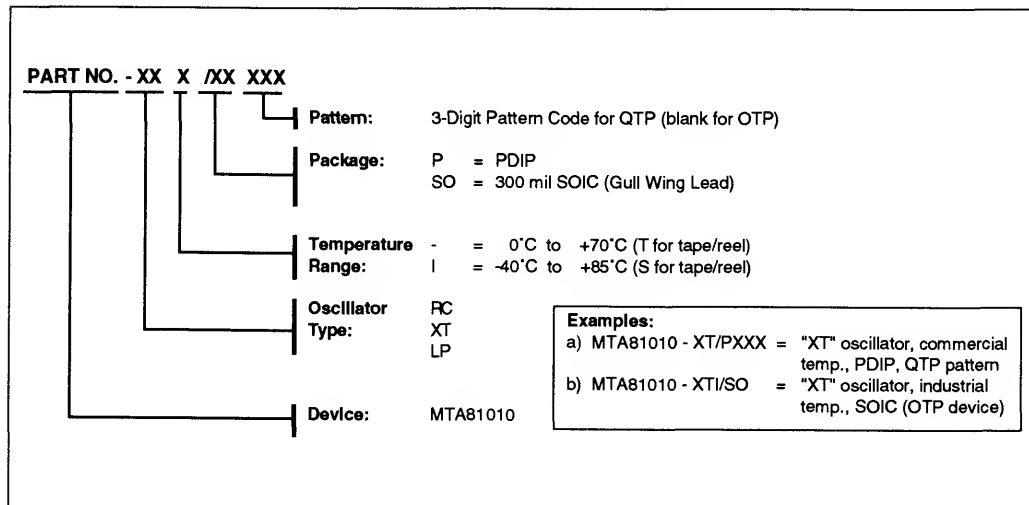 PART NO. - XX X /XX XXX
Pattern: 3-Digit Pattern Code for QTP (blank for OTP)
Package: P = PDIP
SO = 300 mil SOIC (Gull Wing Lead)
Temperature - = 0°C to +70°C (T for tape/reel)
Range: I = -40°C to +85°C (S for tape/reel)
Oscillator RC
Type: XT
LP
Device: MTA81010
Examples:
a) MTA81010 - XT/PXXX = "XT" oscillator, commercial
temp., PDIP, QTP pattern
b) MTA81010 - XTI/SO = "XT" oscillator, industrial
temp., SOIC (OTP device)